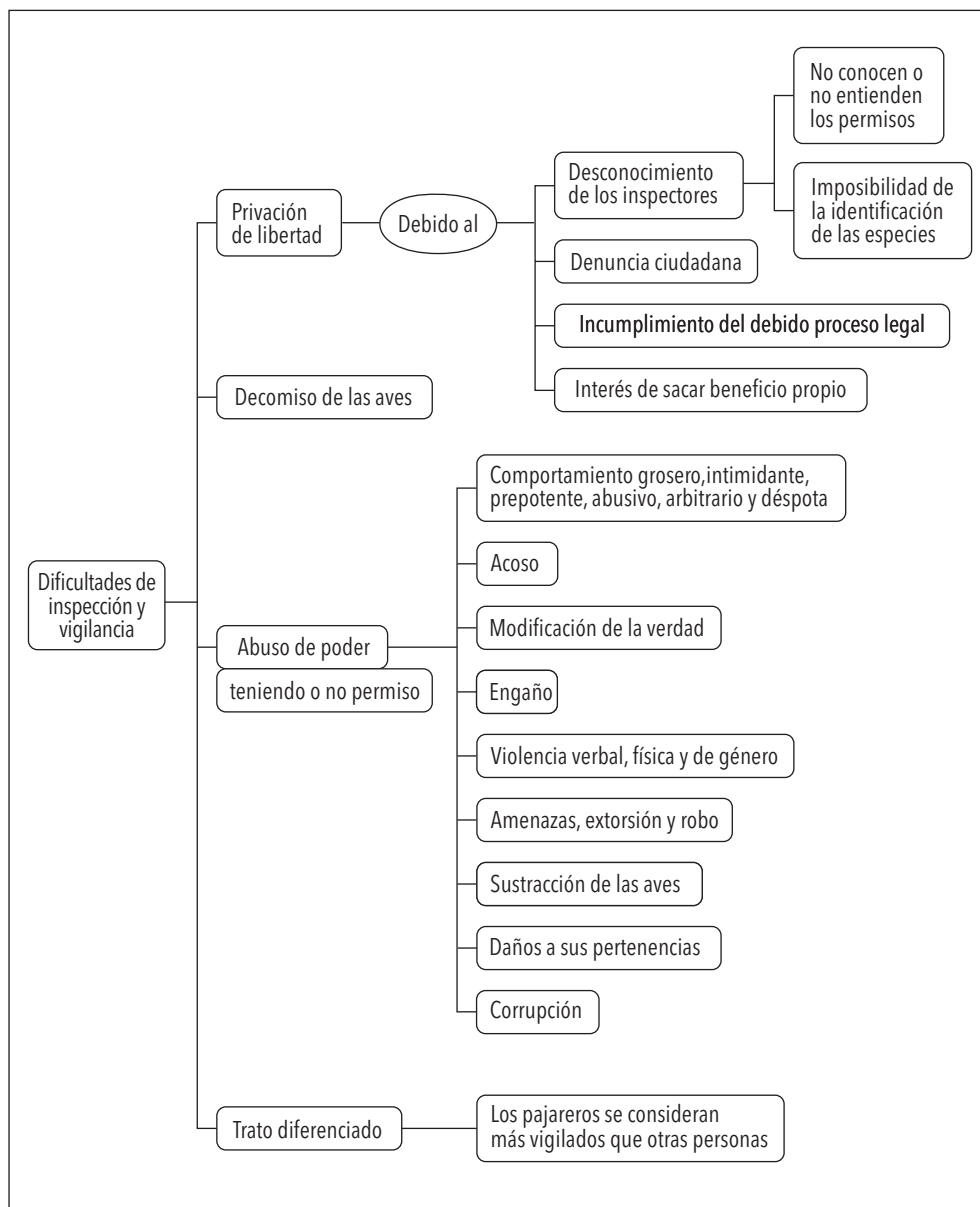 No conocen o
no entienden
los permisos
Desconocimiento
de los inspectores
Imposibilidad de
la identificación
de las especies
Privación
de libertad
Debido al
Denuncia ciudadana
Incumplimiento del debido proceso legal
Interés de sacar beneficio propio
Decomiso de las aves
Comportamiento grosero,intimidante,
prepotente, abusivo, arbitrario y déspota
Acoso
Dificultades de
inspección y
vigilancia
Modificación de la verdad
Abuso de poder
teniendo o no permiso
Engaño
Violencia verbal, física y de género
Amenazas, extorsión y robo
Sustracción de las aves
Daños a sus pertenencias
Corrupción
Trato diferenciado
Los pajareros se consideran
más vigilados que otras personas